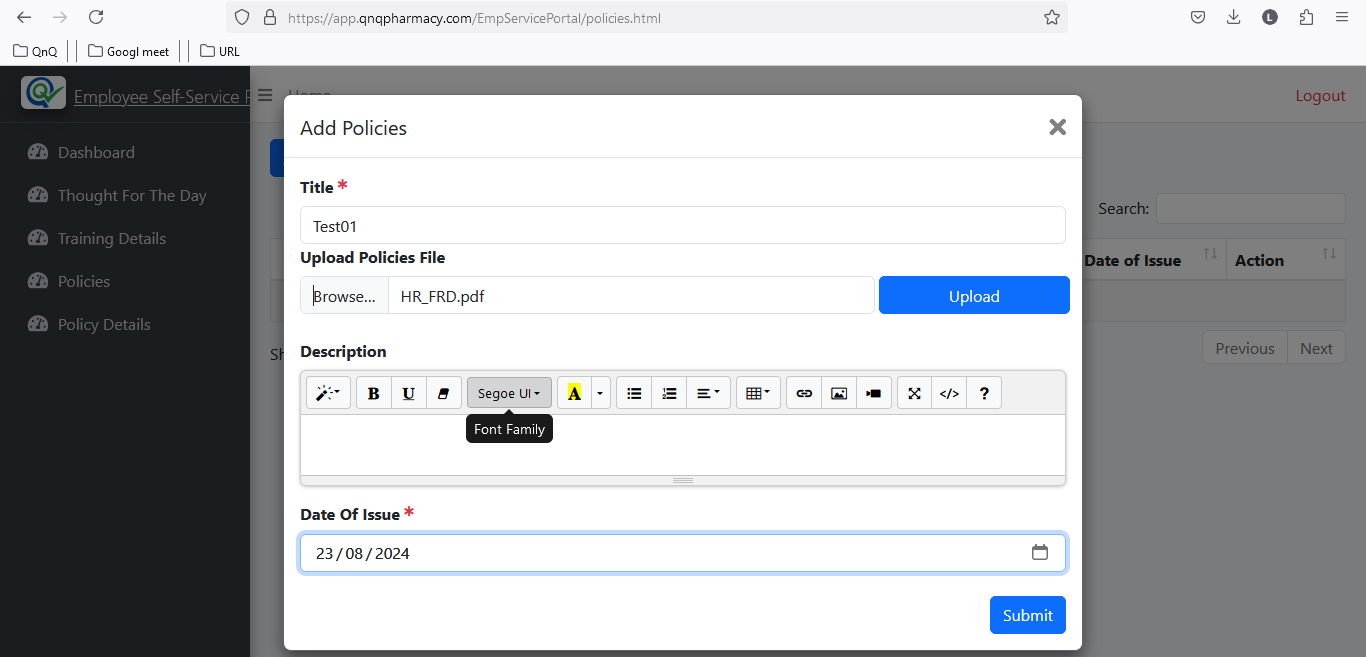 https://app.qnqpharmacy.com/EmpServicePortal/policies.html
L
QnQ
Googl meet
URL
Employee Self-Service
Home
Logout
Add Policies
Dashboard
Thought For The Day
Training Details
Policies
Policy Details
Title *
Test01
Search:
Upload Policies File
Date of Issue
Action
Browse...
HR_FRD.pdf
Upload
Previous
Next
Description
B
U
Segoe UI
A
</>
?
Font Family
Date Of Issue *
23/08/2024
Submit